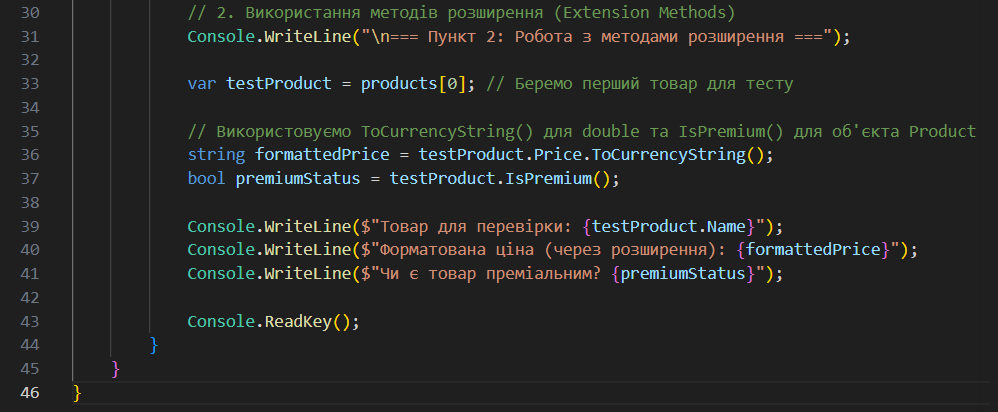 30 // 2. Використання методів розширення (Extension Methods)
31 Console.WriteLine("\n=== Пункт 2: Робота з методами розширення ===");
32
33 var testProduct = products[0]; // Беремо перший товар для тесту
34
35 // Використовуємо ToCurrencyString() для double та IsPremium() для об'єкта Product
36 string formattedPrice = testProduct.Price.ToCurrencyString();
37 bool premiumStatus = testProduct.IsPremium();
38
39 Console.WriteLine($"Товар для перевірки: {testProduct.Name}");
40 Console.WriteLine($"Форматована ціна (через розширення): {formattedPrice}");
41 Console.WriteLine($"Чи є товар преміальним? {premiumStatus}");
42
43 Console.ReadKey();
44 }
45 }
46 }